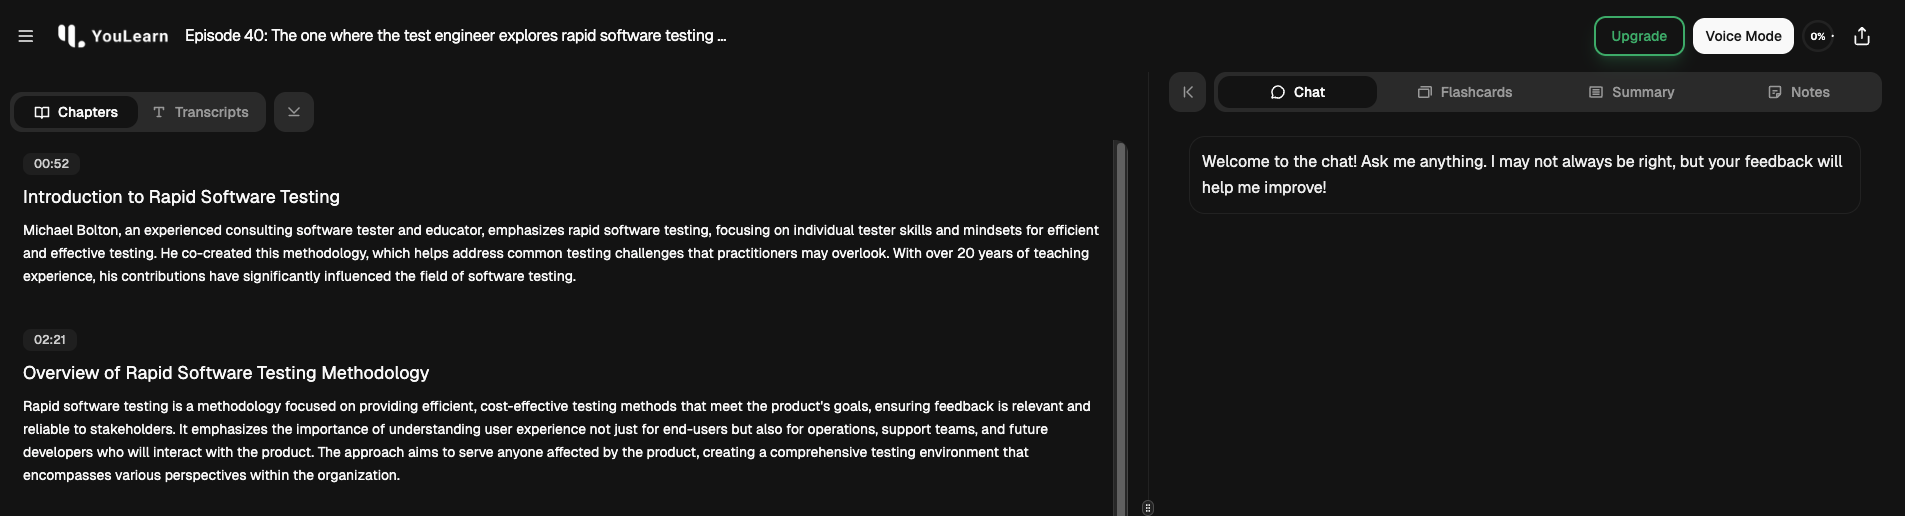 YouLearn Episode 40: The one where the test engineer explores rapid software testing ...
Upgrade
Voice Mode
0%
Chapters
Transcripts
00:52
Introduction to Rapid Software Testing
Michael Bolton, an experienced consulting software tester and educator, emphasizes rapid software testing, focusing on individual tester skills and mindsets for efficient
and effective testing. He co-created this methodology, which helps address common testing challenges that practitioners may overlook. With over 20 years of teaching
experience, his contributions have significantly influenced the field of software testing.
02:21
Overview of Rapid Software Testing Methodology
Rapid software testing is a methodology focused on providing efficient, cost-effective testing methods that meet the product's goals, ensuring feedback is relevant and
reliable to stakeholders. It emphasizes the importance of understanding user experience not just for end-users but also for operations, support teams, and future
developers who will interact with the product. The approach aims to serve anyone affected by the product, creating a comprehensive testing environment that
encompasses various perspectives within the organization.
Chat
Flashcards
Summary
Notes
Welcome to the chat! Ask me anything. I may not always be right, but your feedback will
help me improve!